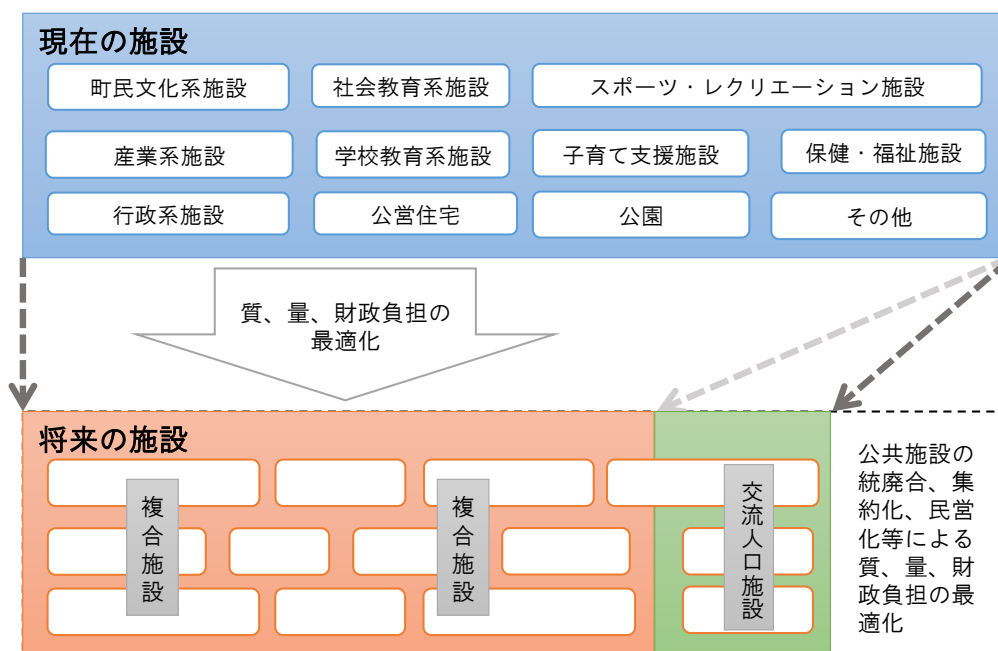 現在の施設
町民文化系施設
社会教育系施設
スポーツ・レクリエーション施設
産業系施設
学校教育系施設
子育て支援施設
保健・福祉施設
行政系施設
公営住宅
公園
その他
質、量、財政負担の
最適化
将来の施設
複合施設
複合施設
交流人口施設
公共施設の
統廃合、集
約化、民営
化等による
質、量、財
政負担の最
適化